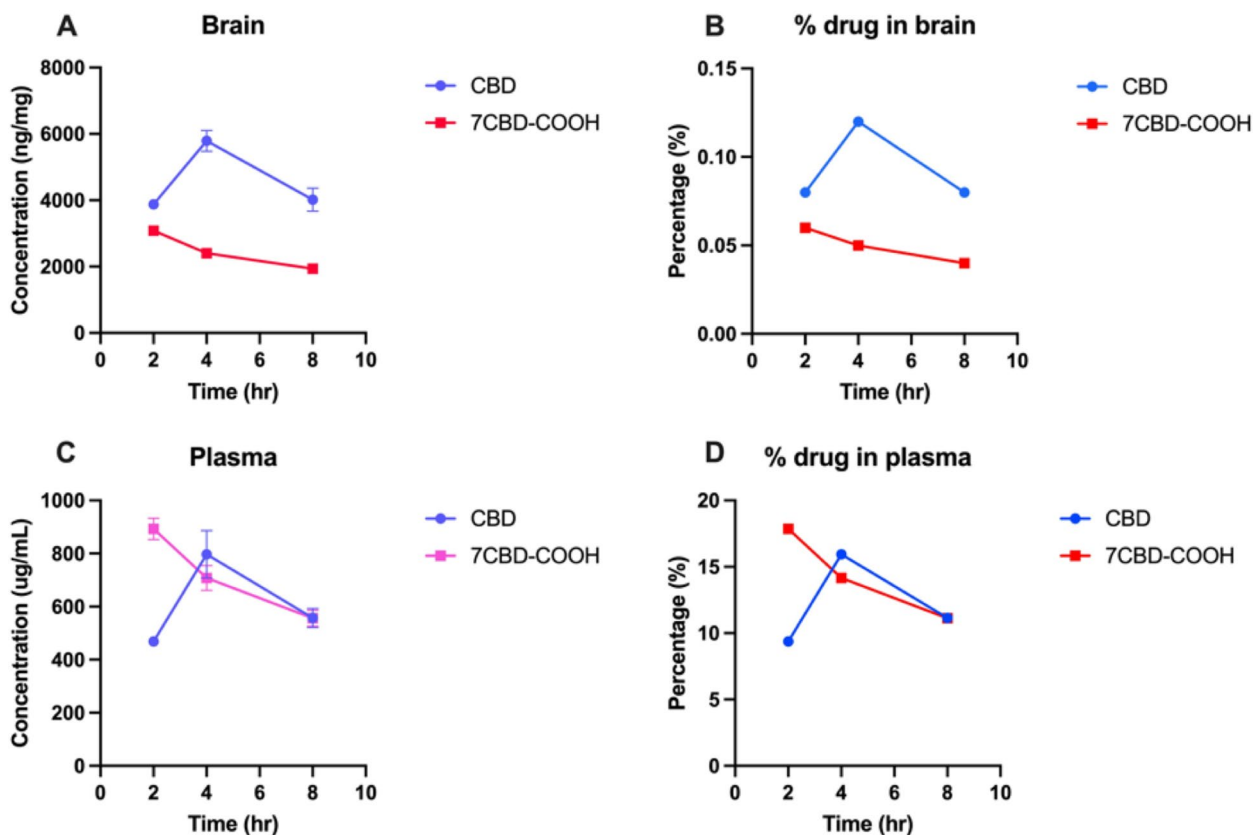 A Brain
Concentration (ng/mg)
8000
6000
4000
2000
0
0 2 4 6 8 10
Time (hr)
CBD
7CBD-COOH
B % drug in brain
Percentage (%)
0.15
0.10
0.05
0.00
0 2 4 6 8 10
Time (hr)
CBD
7CBD-COOH
C Plasma
Concentration (ug/mL)
1000
800
600
400
200
0
0 2 4 6 8 10
Time (hr)
CBD
7CBD-COOH
D % drug in plasma
Percentage (%)
20
15
10
5
0
0 2 4 6 8 10
Time (hr)
CBD
7CBD-COOH